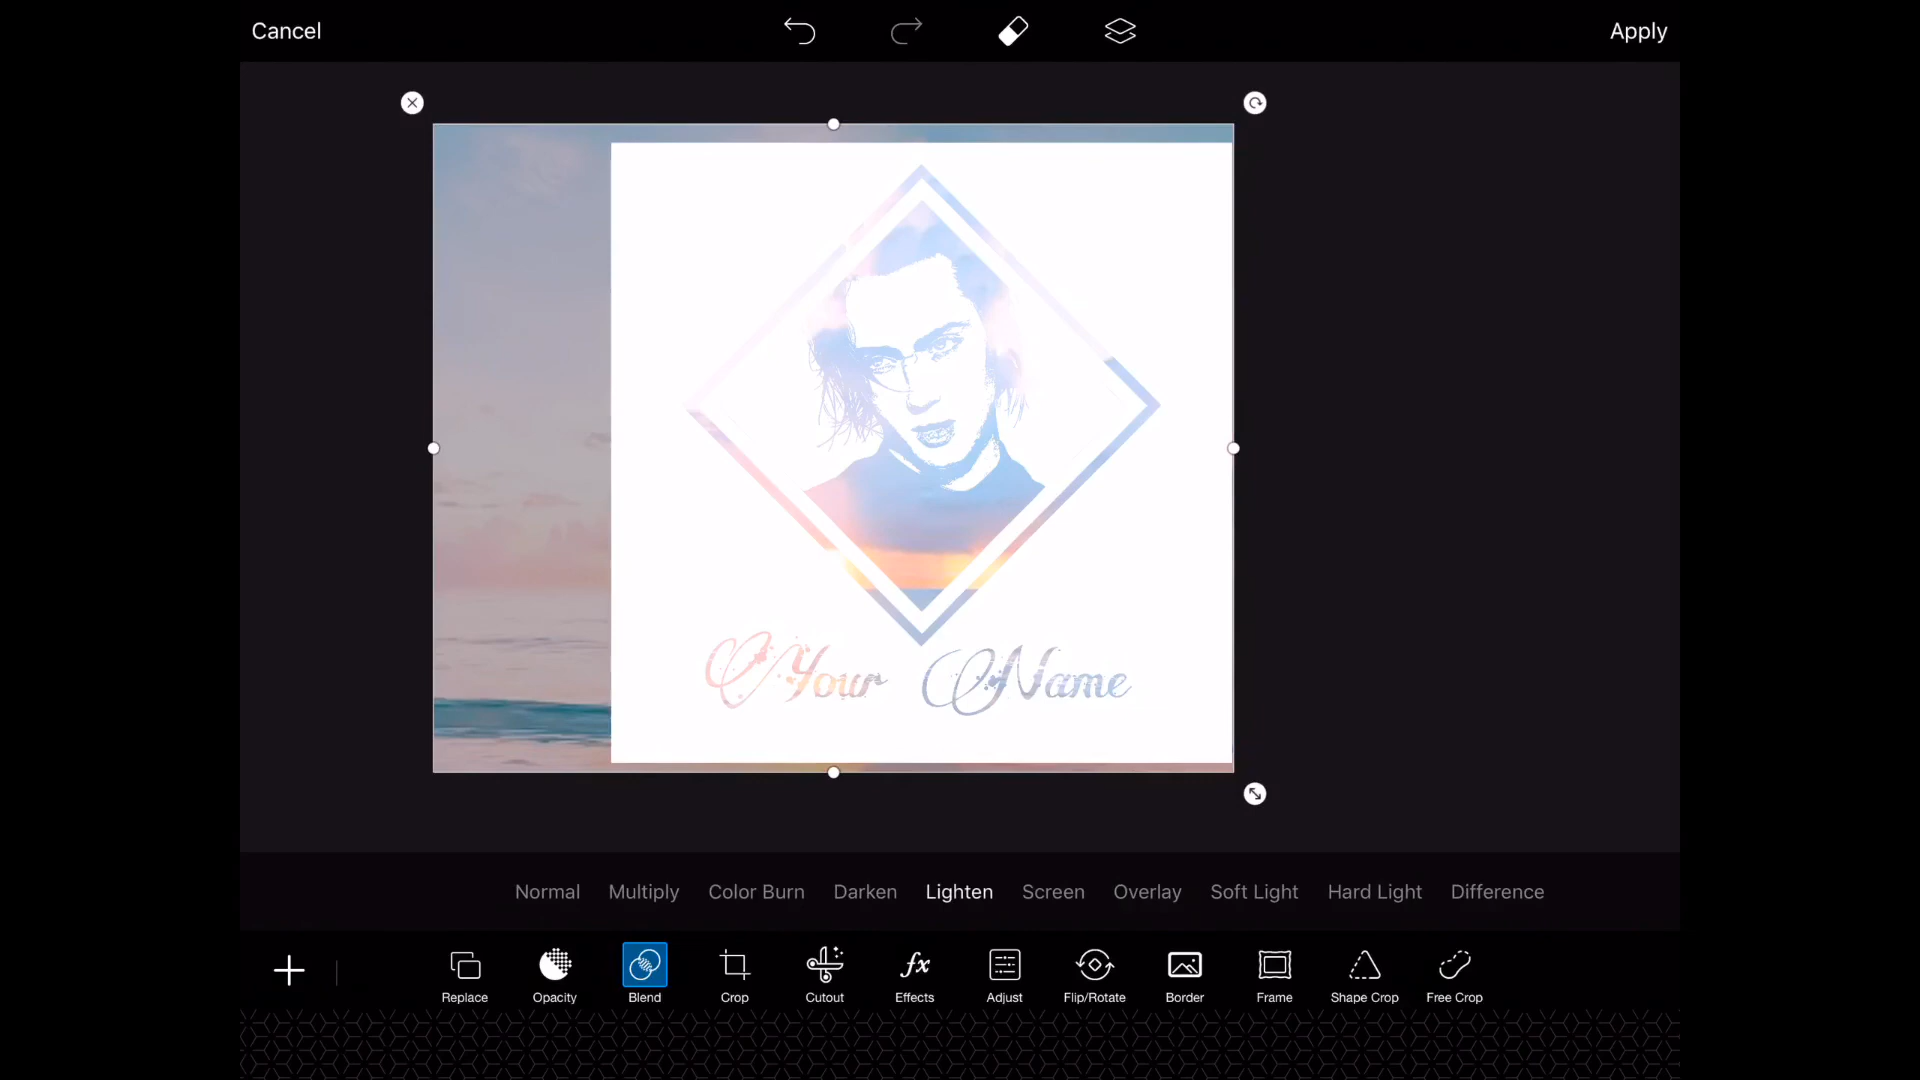 Cancel
Apply
Your Name
Normal Multiply Color Burn Darken Lighten Screen Overlay Soft Light Hard Light Difference
Replace Opacity Blend Crop Cutout Effects Adjust Flip/Rotate Border Frame Shape Crop Free Crop